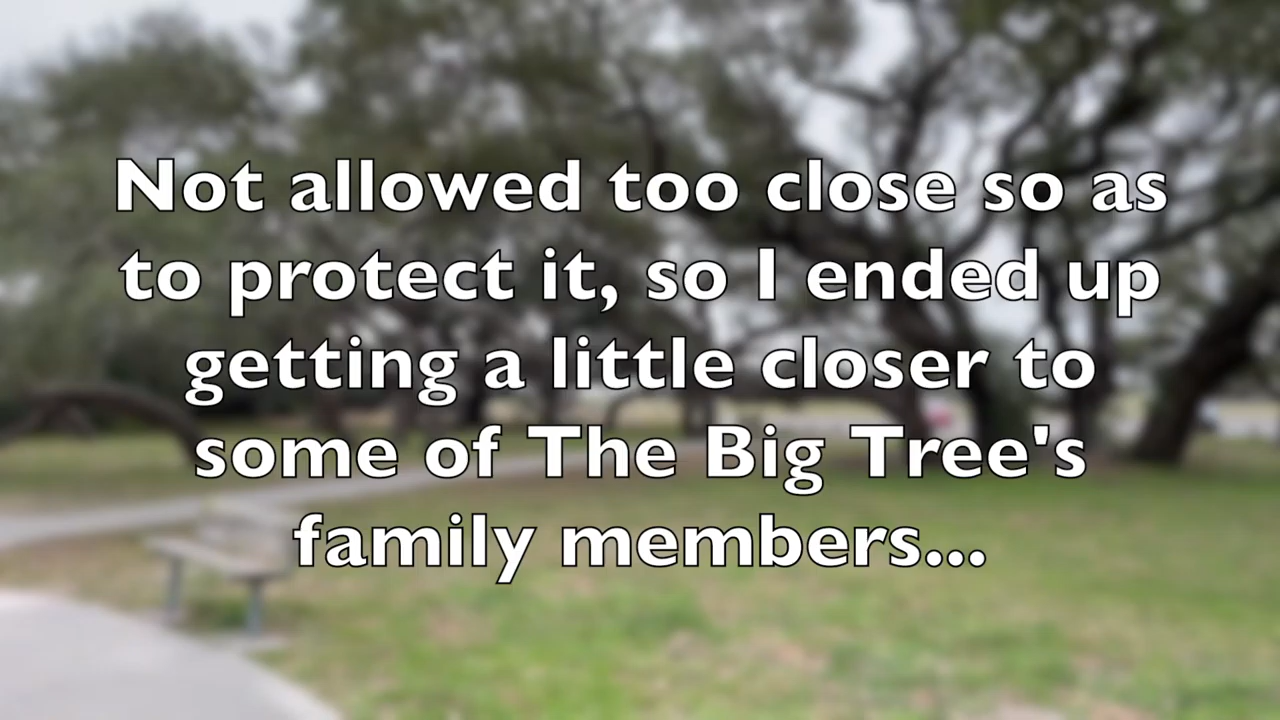 Not allowed too close so as
to protect it, so I ended up
getting a little closer to
some of The Big Tree's
family members...